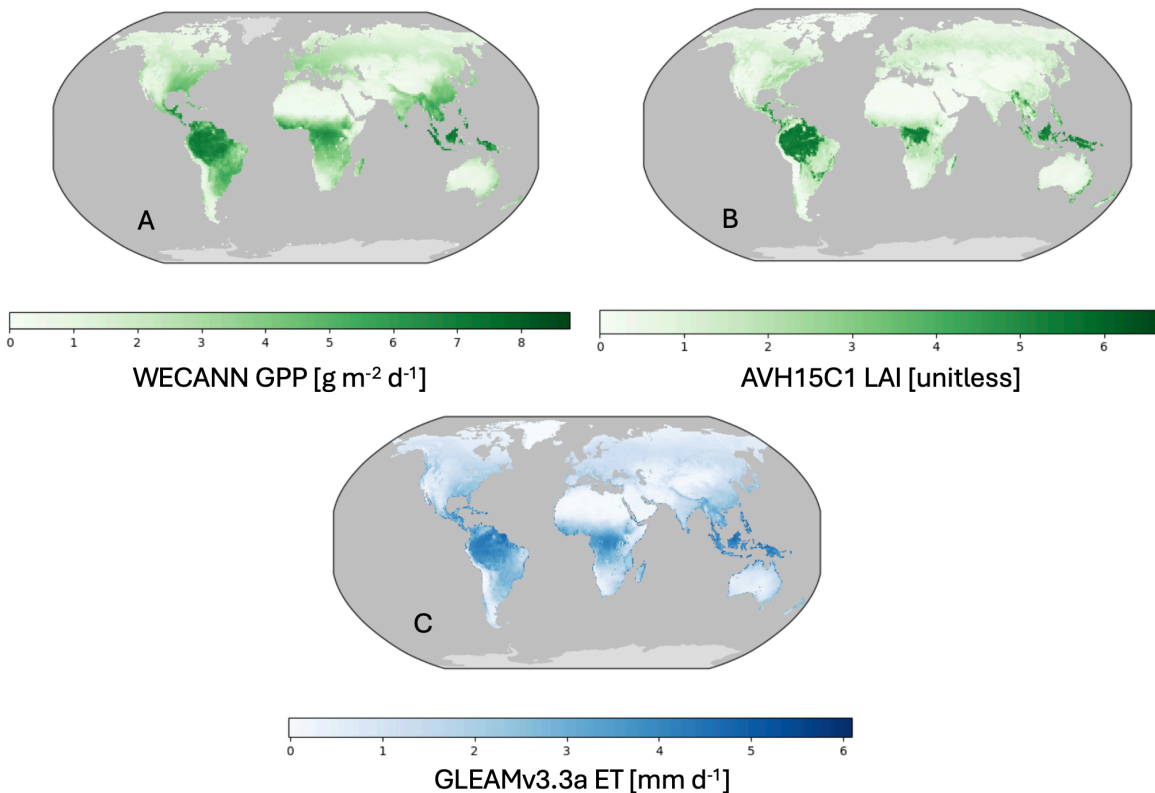 A
B
0 1 2 3 4 5 6 7 8
0 1 2 3 4 5 6
WECANN GPP [g m⁻² d⁻¹]
AVH15C1 LAI [unitless]
C
0 1 2 3 4 5 6
GLEAMv3.3a ET [mm d⁻¹]